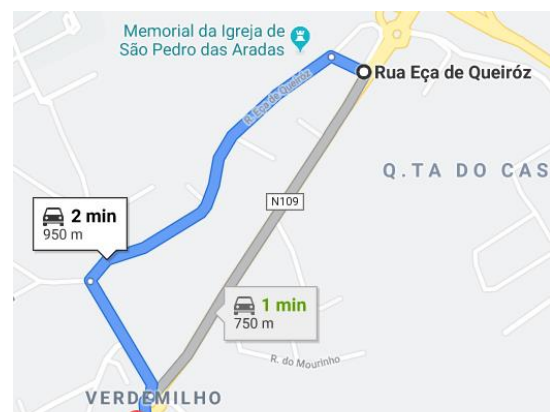 Memorial da Igreja de
São Pedro das Aradas
Rua Eça de Queiróz
R. Eça de Queiróz
Q.TA DO CAS
N109
2 min
950 m
1 min
750 m
R. do Mourinho
VERDEMILHO